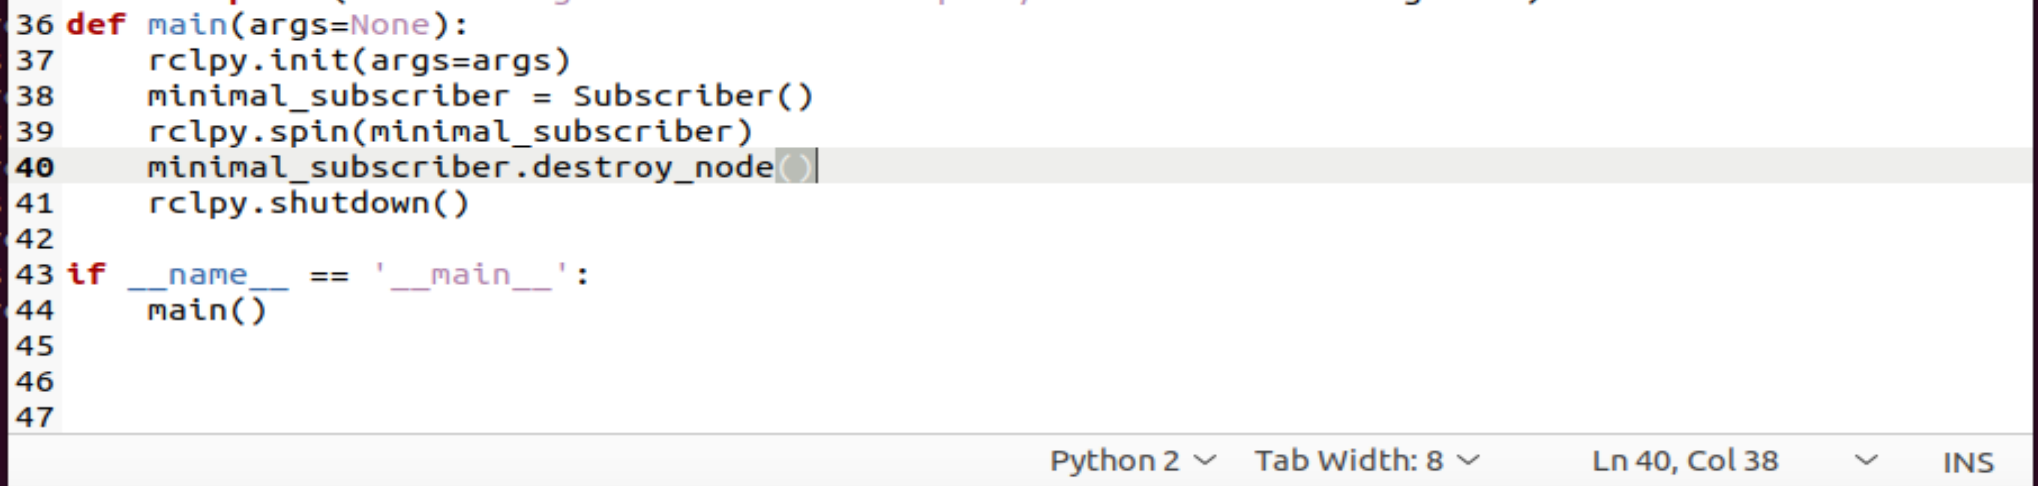 36 def main(args=None):
37     rclpy.init(args=args)
38     minimal_subscriber = Subscriber()
39     rclpy.spin(minimal_subscriber)
40     minimal_subscriber.destroy_node()
41     rclpy.shutdown()
42
43 if __name__ == '__main__':
44     main()
45
46
47
Python 2 Tab Width: 8 Ln 40, Col 38 INS